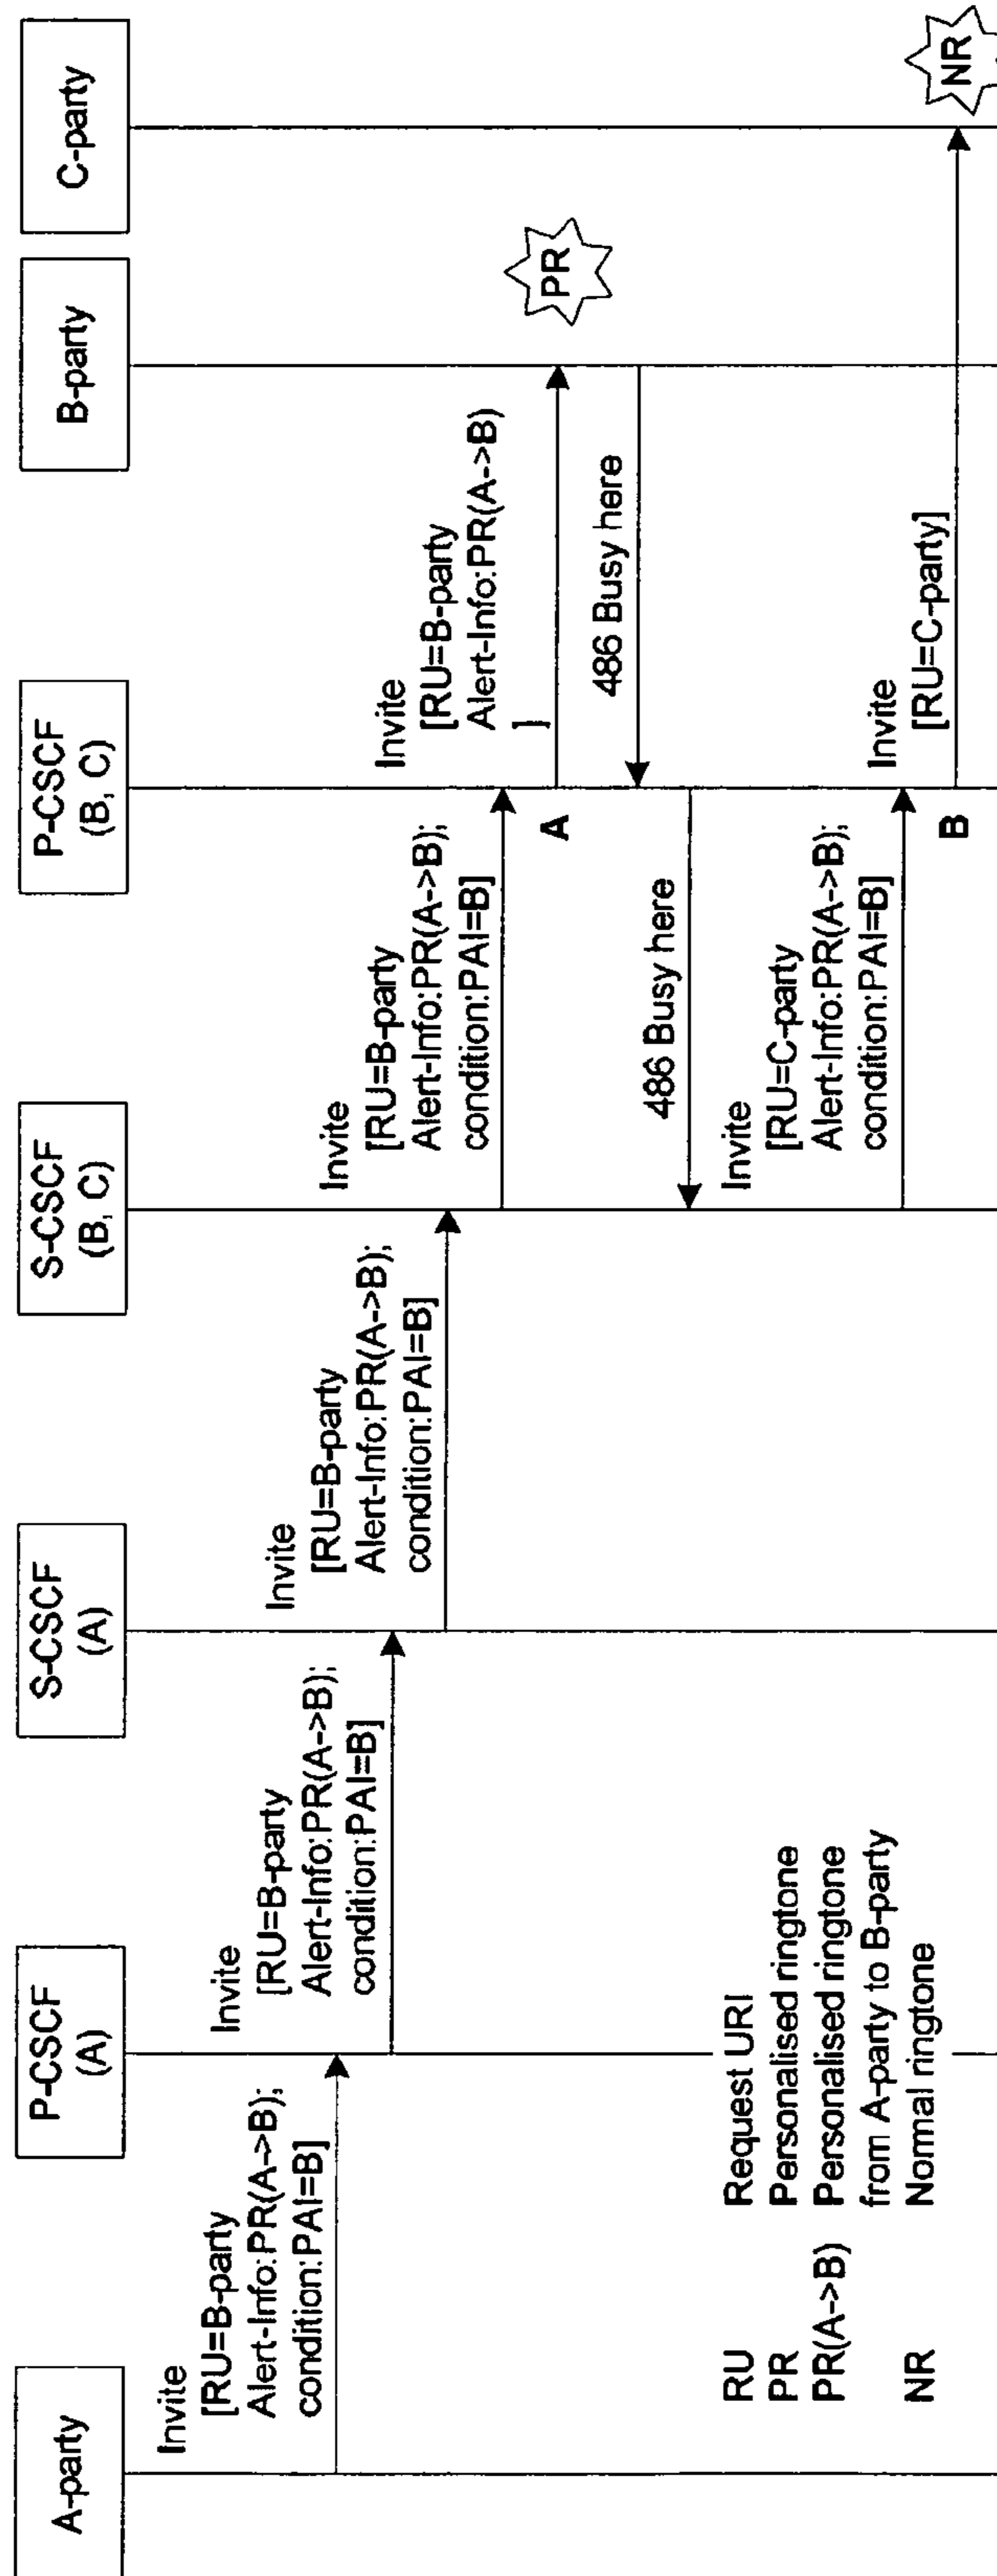 A-party
P-CSCF
(A)
S-CSCF
(A)
S-CSCF
(B, C)
P-CSCF
(B, C)
B-party
C-party
Invite
[RU=B-party
Alert-Info:PR(A->B);
condition:PAI=B]
Invite
[RU=B-party
Alert-Info:PR(A->B);
condition:PAI=B]
Invite
[RU=B-party
Alert-Info:PR(A->B);
condition:PAI=B]
Invite
[RU=B-party
Alert-Info:PR(A->B);
condition:PAI=B]
A
Invite
[RU=B-party
Alert-Info:PR(A->B)
]
PR
486 Busy here
486 Busy here
Invite
[RU=C-party
Alert-Info:PR(A->B);
condition:PAI=B]
B
Invite
[RU=C-party]
NR
RU Request URI
PR Personalised ringtone
PR(A->B) Personalised ringtone
from A-party to B-party
NR Normal ringtone